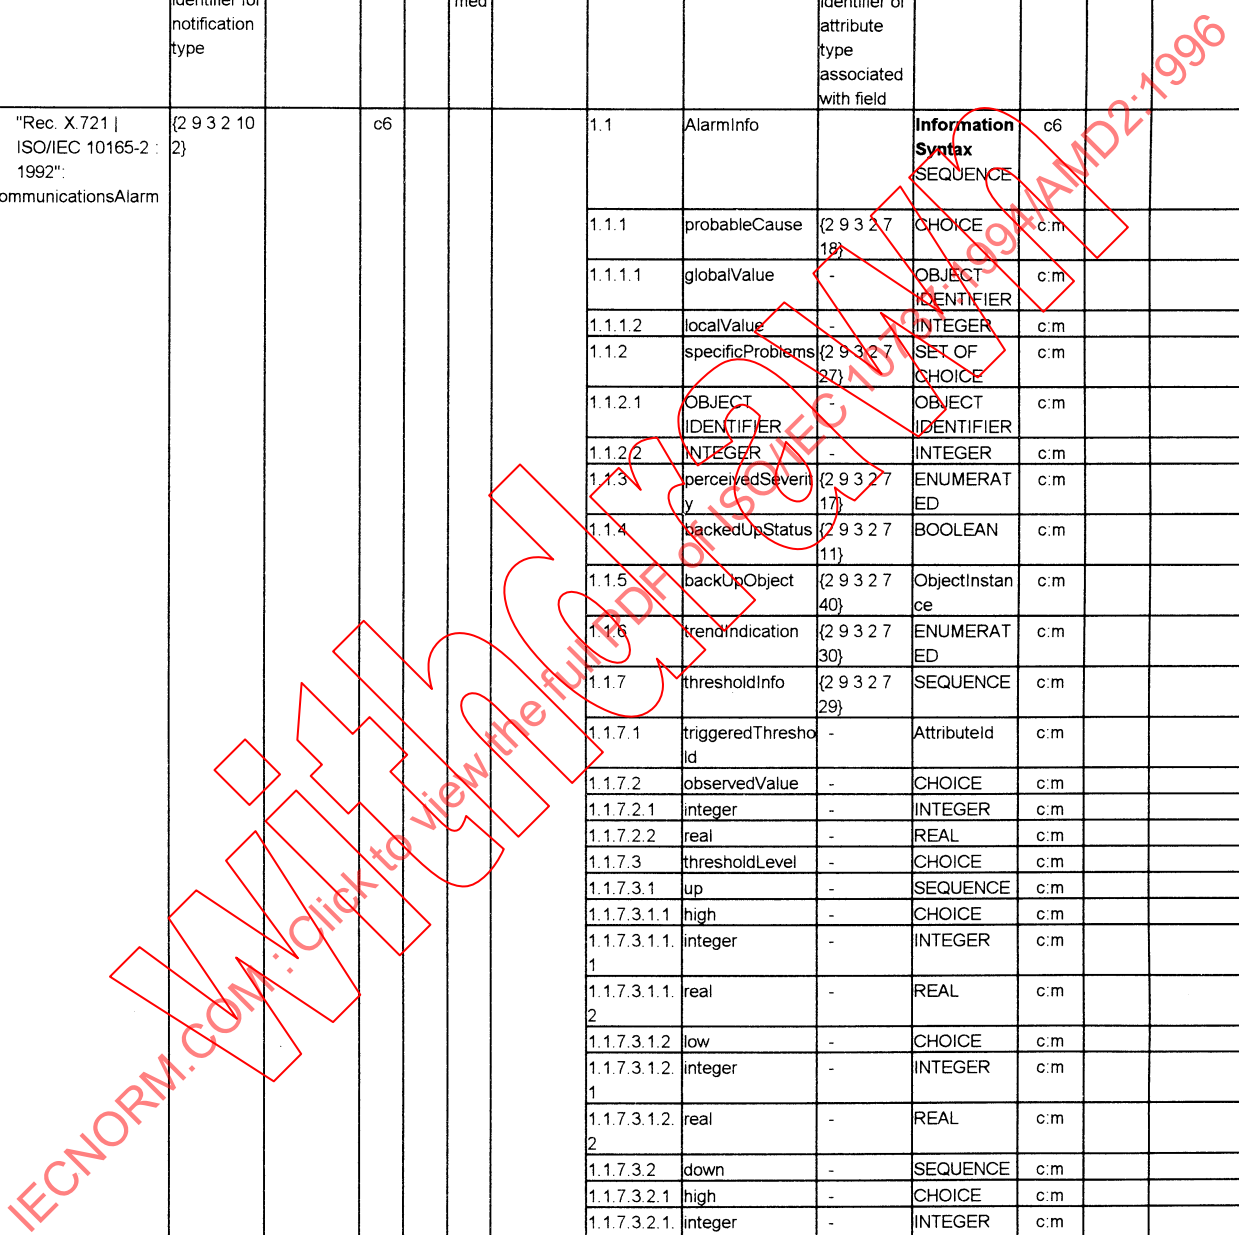 identifier for
notification
type
med
identifier of
attribute
type
associated
with field
"Rec. X.721 |
ISO/IEC 10165-2 :
1992":
ommunicationsAlarm
{2 9 3 2 10
2}
c6
1.1 AlarmInfo Information c6
Syntax
SEQUENCE
1.1.1 probableCause {2 9 3 2 7 CHOICE c:m
18}
1.1.1.1 globalValue - OBJECT c:m
IDENTIFIER
1.1.1.2 localValue - INTEGER c:m
1.1.2 specificProblems {2 9 3 2 7 SET OF c:m
27} CHOICE
1.1.2.1 OBJECT - OBJECT c:m
IDENTIFIER IDENTIFIER
1.1.2.2 INTEGER - INTEGER c:m
1.1.3 perceivedSeverit {2 9 3 2 7 ENUMERAT c:m
y 17} ED
1.1.4 backedUpStatus {2 9 3 2 7 BOOLEAN c:m
11}
1.1.5 backUpObject {2 9 3 2 7 ObjectInstan c:m
40} ce
1.1.6 trendIndication {2 9 3 2 7 ENUMERAT c:m
30} ED
1.1.7 thresholdInfo {2 9 3 2 7 SEQUENCE c:m
29}
1.1.7.1 triggeredThresho - AttributeId c:m
ld
1.1.7.2 observedValue - CHOICE c:m
1.1.7.2.1 integer - INTEGER c:m
1.1.7.2.2 real - REAL c:m
1.1.7.3 thresholdLevel - CHOICE c:m
1.1.7.3.1 up - SEQUENCE c:m
1.1.7.3.1.1 high - CHOICE c:m
1.1.7.3.1.1. integer - INTEGER c:m
1
1.1.7.3.1.1. real - REAL c:m
2
1.1.7.3.1.2 low - CHOICE c:m
1.1.7.3.1.2. integer - INTEGER c:m
1
1.1.7.3.1.2. real - REAL c:m
2
1.1.7.3.2 down - SEQUENCE c:m
1.1.7.3.2.1 high - CHOICE c:m
1.1.7.3.2.1. integer - INTEGER c:m
Withdrawn
IECNORM.COM : Click to view the full PDF of ISO/IEC 10737:1994/AMD2:1996